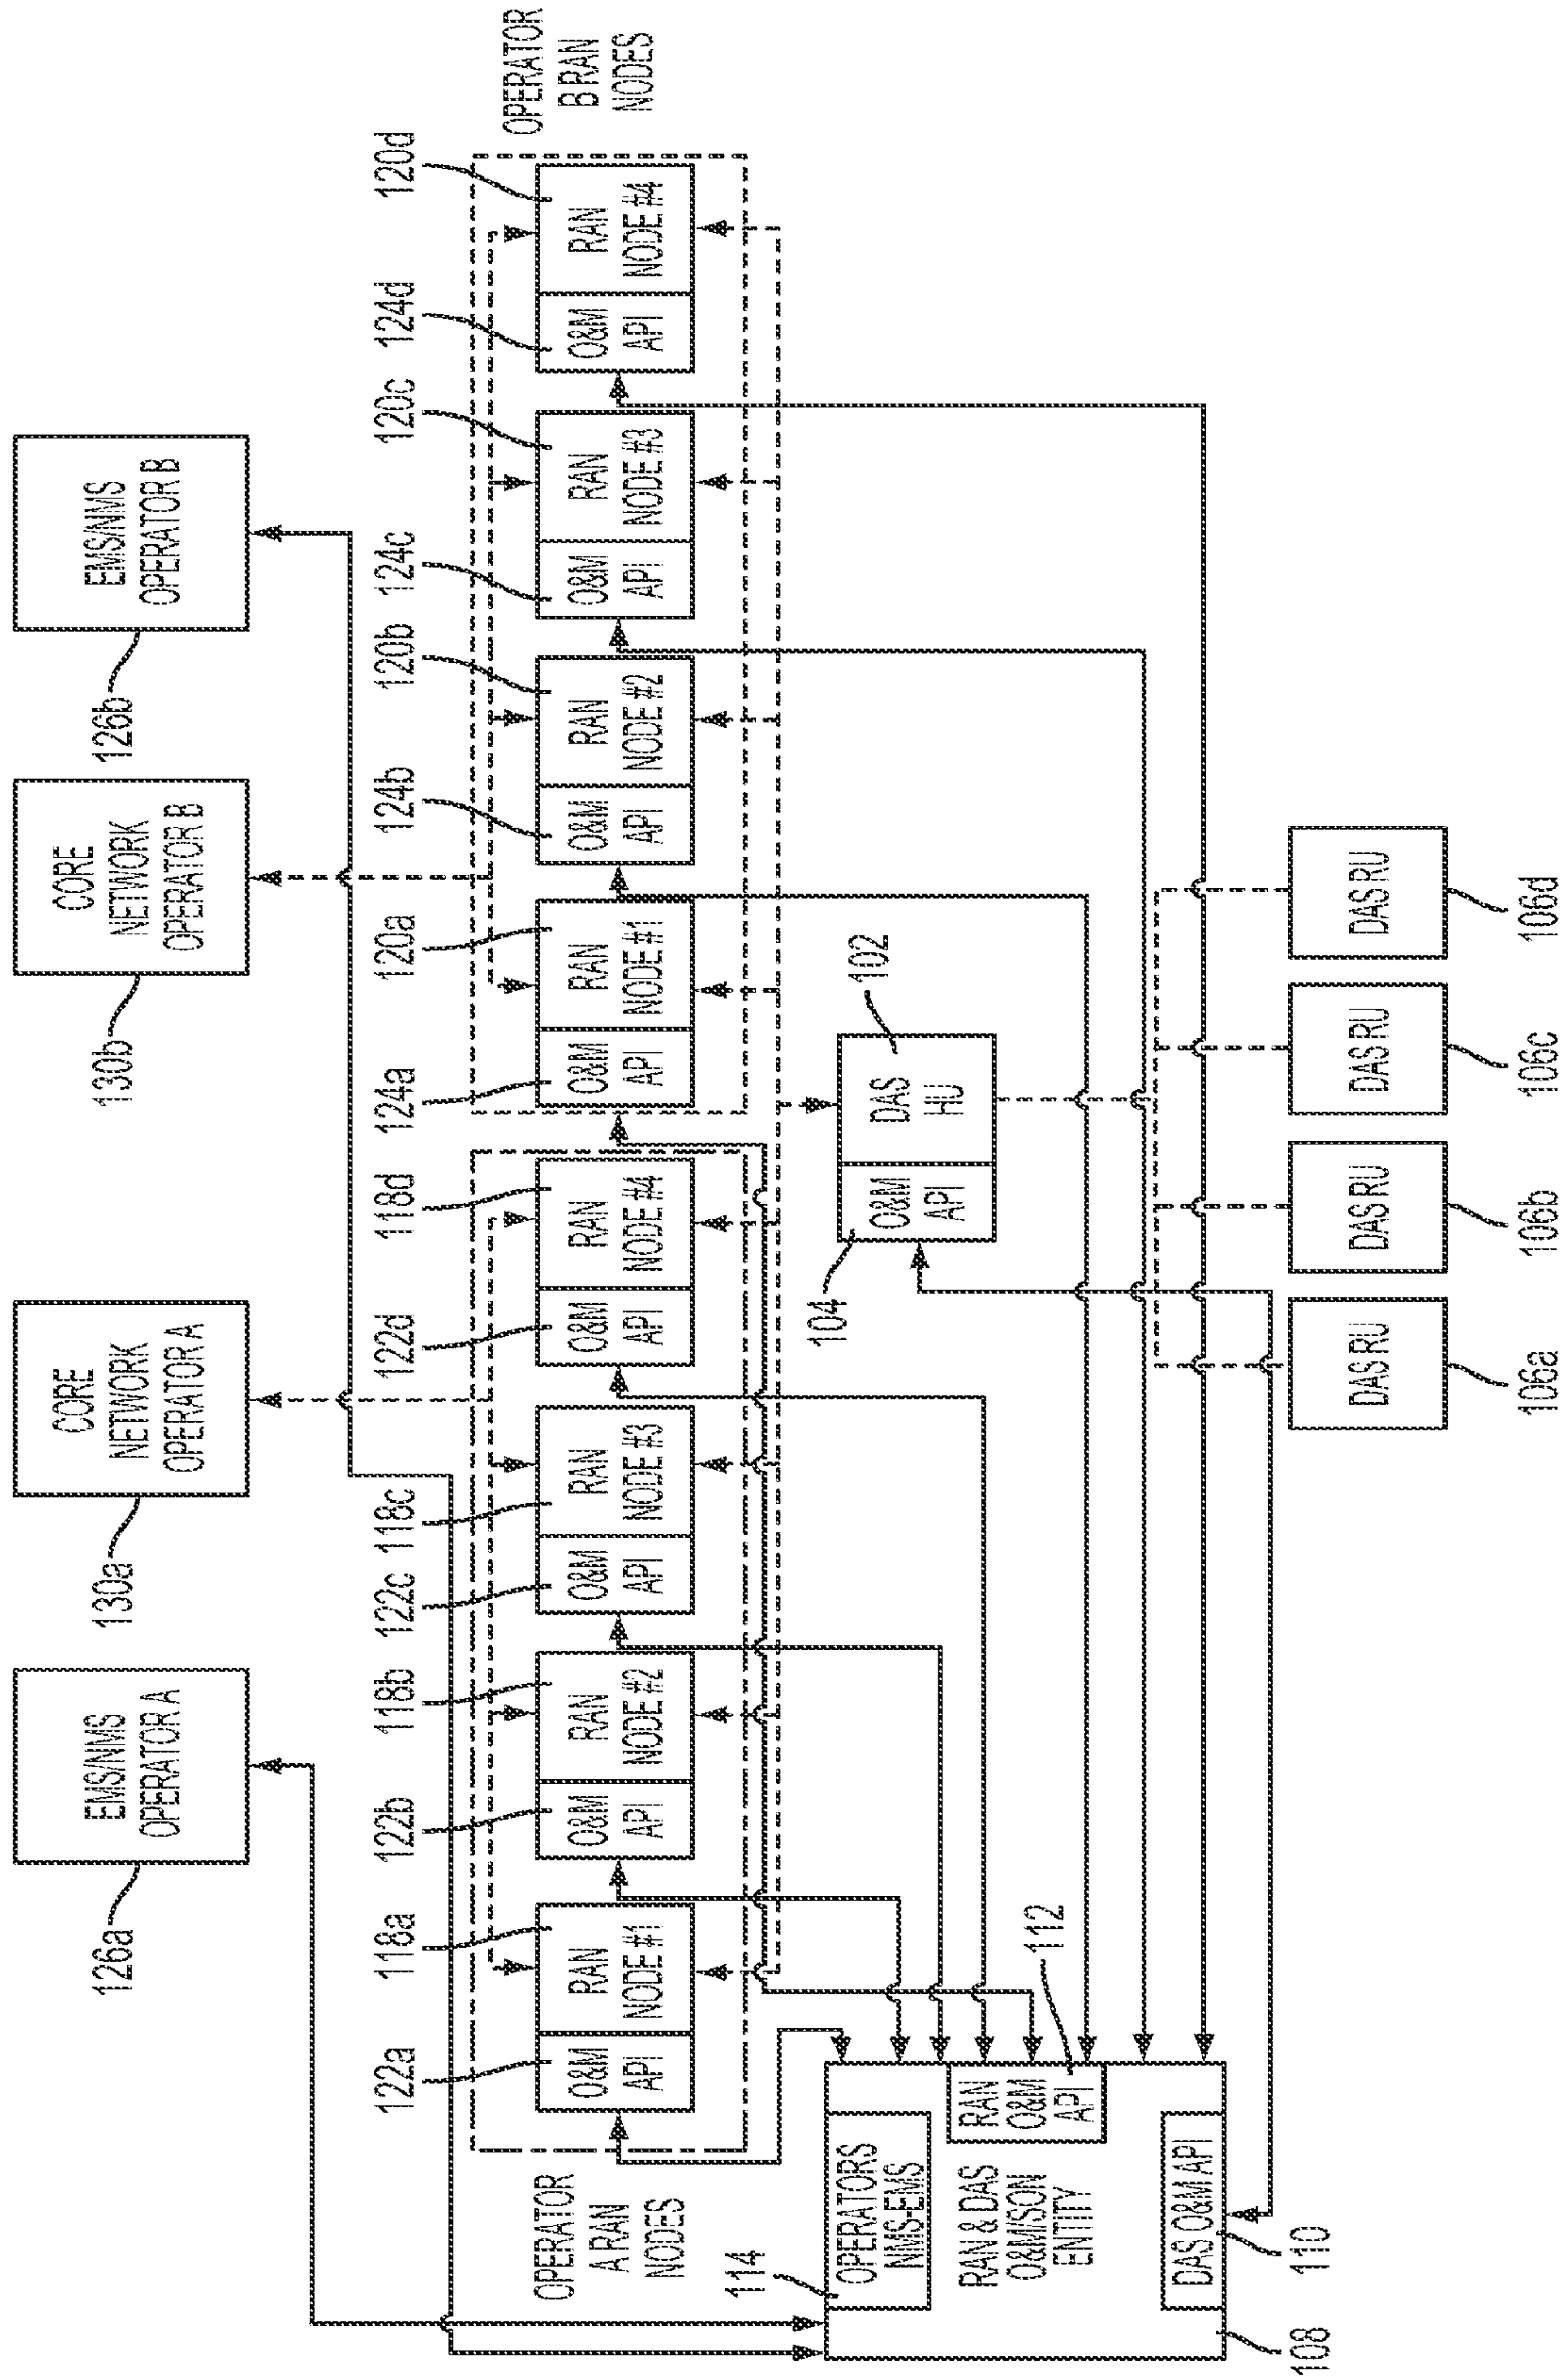 126a
EMS/NMS
OPERATOR A
130a
CORE
NETWORK
OPERATOR A
130b
CORE
NETWORK
OPERATOR B
126b
EMS/NMS
OPERATOR B
122a
118a
122b
118b
122c
118c
122d
118d
124a
120a
124b
120b
124c
120c
124d
120d
OPERATOR
A RAN
NODES
O&M
API
RAN
NODE #1
O&M
API
RAN
NODE #2
O&M
API
RAN
NODE #3
O&M
API
RAN
NODE #4
O&M
API
RAN
NODE #1
O&M
API
RAN
NODE #2
O&M
API
RAN
NODE #3
O&M
API
RAN
NODE #4
OPERATOR
B RAN
NODES
114
OPERATORS
NMS-EMS
RAN & DAS
O&M/SON
ENTITY
RAN
O&M
API
112
DAS O&M API
108
110
104
O&M
API
DAS
HU
102
DAS RU
DAS RU
DAS RU
DAS RU
106a
106b
106c
106d